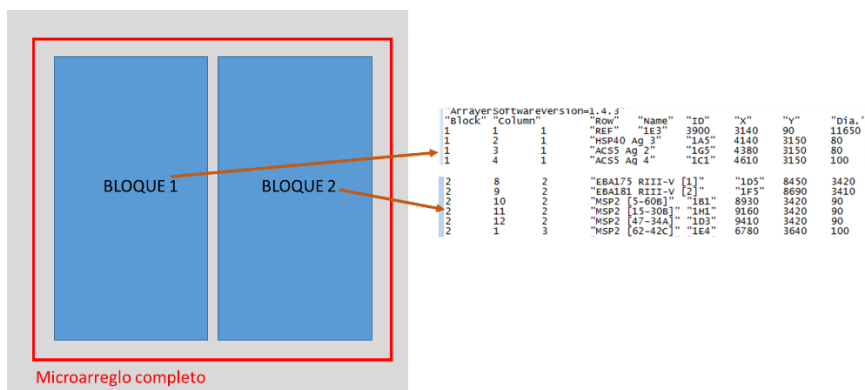 BLOQUE 1
BLOQUE 2
Microarreglo completo
"ArrayerSoftwareVersion=1.4.3"
"Block" "Column" "Row" "Name" "ID" "X" "Y" "Dia."
1 1 1 "REF" "1E3" 3900 3140 90 11650
1 2 1 "HSP40 Ag 3" "1A5" 4140 3150 80
1 3 1 "ACS5 Ag 2" "1G5" 4380 3150 80
1 4 1 "ACS5 Ag 4" "1C1" 4610 3150 100
2 8 2 "EBA175 RIII-V [1]" "1D5" 8450 3420
2 9 2 "EBA181 RIII-V [2]" "1F5" 8690 3410
2 10 2 "MSP2 [5-60B]" "1B1" 8930 3420 90
2 11 2 "MSP2 [15-30B]" "1H1" 9160 3420 90
2 12 2 "MSP2 [47-34A]" "1D3" 9410 3420 90
2 1 3 "MSP2 [62-42C]" "1E4" 6780 3640 100